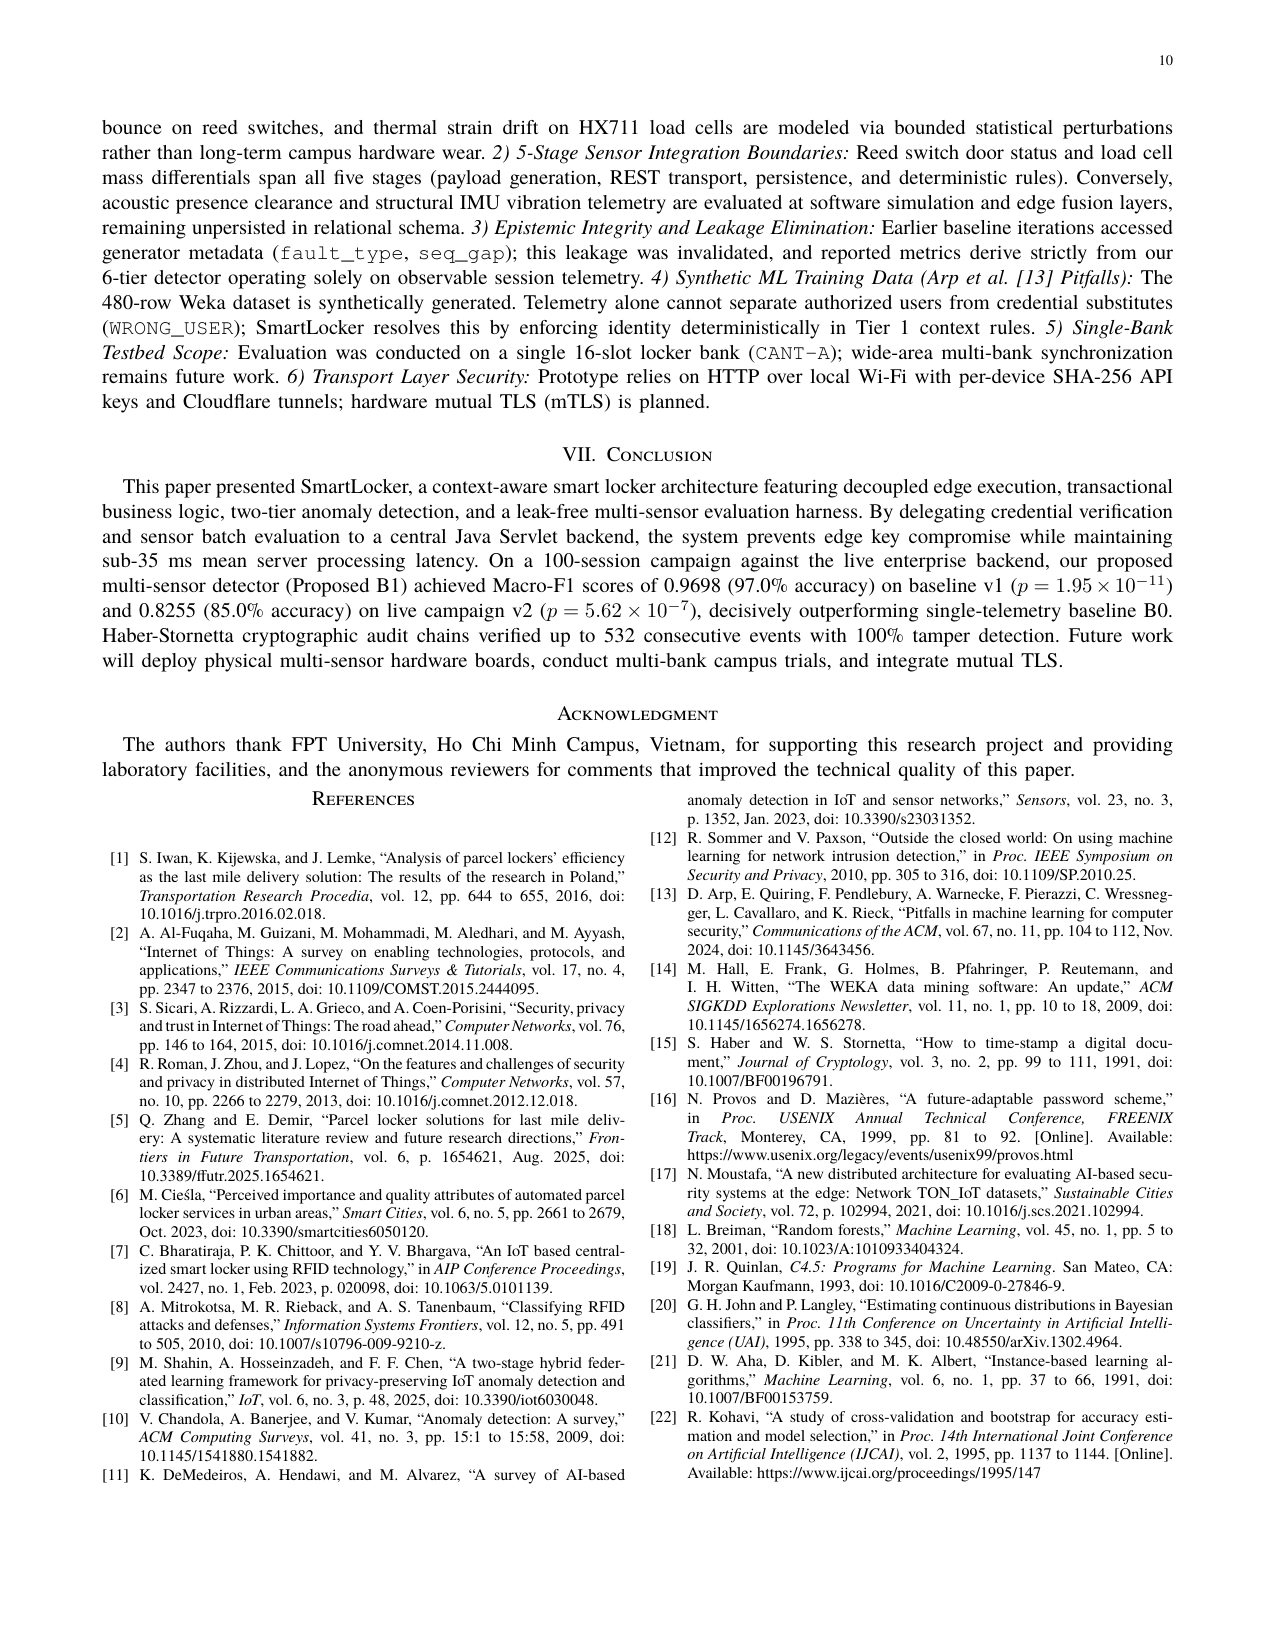 10
bounce on reed switches, and thermal strain drift on HX711 load cells are modeled via bounded statistical perturbations
rather than long-term campus hardware wear. 2) 5-Stage Sensor Integration Boundaries: Reed switch door status and load cell
mass differentials span all five stages (payload generation, REST transport, persistence, and deterministic rules). Conversely,
acoustic presence clearance and structural IMU vibration telemetry are evaluated at software simulation and edge fusion layers,
remaining unpersisted in relational schema. 3) Epistemic Integrity and Leakage Elimination: Earlier baseline iterations accessed
generator metadata (fault_type, seq_gap); this leakage was invalidated, and reported metrics derive strictly from our
6-tier detector operating solely on observable session telemetry. 4) Synthetic ML Training Data (Arp et al. [13] Pitfalls): The
480-row Weka dataset is synthetically generated. Telemetry alone cannot separate authorized users from credential substitutes
(WRONG_USER); SmartLocker resolves this by enforcing identity deterministically in Tier 1 context rules. 5) Single-Bank
Testbed Scope: Evaluation was conducted on a single 16-slot locker bank (CANT-A); wide-area multi-bank synchronization
remains future work. 6) Transport Layer Security: Prototype relies on HTTP over local Wi-Fi with per-device SHA-256 API
keys and Cloudflare tunnels; hardware mutual TLS (mTLS) is planned.
VII. Conclusion
This paper presented SmartLocker, a context-aware smart locker architecture featuring decoupled edge execution, transactional
business logic, two-tier anomaly detection, and a leak-free multi-sensor evaluation harness. By delegating credential verification
and sensor batch evaluation to a central Java Servlet backend, the system prevents edge key compromise while maintaining
sub-35 ms mean server processing latency. On a 100-session campaign against the live enterprise backend, our proposed
multi-sensor detector (Proposed B1) achieved Macro-F1 scores of 0.9698 (97.0% accuracy) on baseline v1 (p = 1.95 × 10⁻¹¹)
and 0.8255 (85.0% accuracy) on live campaign v2 (p = 5.62 × 10⁻⁷), decisively outperforming single-telemetry baseline B0.
Haber-Stornetta cryptographic audit chains verified up to 532 consecutive events with 100% tamper detection. Future work
will deploy physical multi-sensor hardware boards, conduct multi-bank campus trials, and integrate mutual TLS.
Acknowledgment
The authors thank FPT University, Ho Chi Minh Campus, Vietnam, for supporting this research project and providing
laboratory facilities, and the anonymous reviewers for comments that improved the technical quality of this paper.
References
[1] S. Iwan, K. Kijewska, and J. Lemke, “Analysis of parcel lockers’ efficiency
as the last mile delivery solution: The results of the research in Poland,”
Transportation Research Procedia, vol. 12, pp. 644 to 655, 2016, doi:
10.1016/j.trpro.2016.02.018.
[2] A. Al-Fuqaha, M. Guizani, M. Mohammadi, M. Aledhari, and M. Ayyash,
“Internet of Things: A survey on enabling technologies, protocols, and
applications,” IEEE Communications Surveys & Tutorials, vol. 17, no. 4,
pp. 2347 to 2376, 2015, doi: 10.1109/COMST.2015.2444095.
[3] S. Sicari, A. Rizzardi, L. A. Grieco, and A. Coen-Porisini, “Security, privacy
and trust in Internet of Things: The road ahead,” Computer Networks, vol. 76,
pp. 146 to 164, 2015, doi: 10.1016/j.comnet.2014.11.008.
[4] R. Roman, J. Zhou, and J. Lopez, “On the features and challenges of security
and privacy in distributed Internet of Things,” Computer Networks, vol. 57,
no. 10, pp. 2266 to 2279, 2013, doi: 10.1016/j.comnet.2012.12.018.
[5] Q. Zhang and E. Demir, “Parcel locker solutions for last mile deliv-
ery: A systematic literature review and future research directions,” Fron-
tiers in Future Transportation, vol. 6, p. 1654621, Aug. 2025, doi:
10.3389/ffutr.2025.1654621.
[6] M. Cieśla, “Perceived importance and quality attributes of automated parcel
locker services in urban areas,” Smart Cities, vol. 6, no. 5, pp. 2661 to 2679,
Oct. 2023, doi: 10.3390/smartcities6050120.
[7] C. Bharatiraja, P. K. Chittoor, and Y. V. Bhargava, “An IoT based central-
ized smart locker using RFID technology,” in AIP Conference Proceedings,
vol. 2427, no. 1, Feb. 2023, p. 020098, doi: 10.1063/5.0101139.
[8] A. Mitrokotsa, M. R. Rieback, and A. S. Tanenbaum, “Classifying RFID
attacks and defenses,” Information Systems Frontiers, vol. 12, no. 5, pp. 491
to 505, 2010, doi: 10.1007/s10796-009-9210-z.
[9] M. Shahin, A. Hosseinzadeh, and F. F. Chen, “A two-stage hybrid feder-
ated learning framework for privacy-preserving IoT anomaly detection and
classification,” IoT, vol. 6, no. 3, p. 48, 2025, doi: 10.3390/iot6030048.
[10] V. Chandola, A. Banerjee, and V. Kumar, “Anomaly detection: A survey,”
ACM Computing Surveys, vol. 41, no. 3, pp. 15:1 to 15:58, 2009, doi:
10.1145/1541880.1541882.
[11] K. DeMedeiros, A. Hendawi, and M. Alvarez, “A survey of AI-based
anomaly detection in IoT and sensor networks,” Sensors, vol. 23, no. 3,
p. 1352, Jan. 2023, doi: 10.3390/s23031352.
[12] R. Sommer and V. Paxson, “Outside the closed world: On using machine
learning for network intrusion detection,” in Proc. IEEE Symposium on
Security and Privacy, 2010, pp. 305 to 316, doi: 10.1109/SP.2010.25.
[13] D. Arp, E. Quiring, F. Pendlebury, A. Warnecke, F. Pierazzi, C. Wressneg-
ger, L. Cavallaro, and K. Rieck, “Pitfalls in machine learning for computer
security,” Communications of the ACM, vol. 67, no. 11, pp. 104 to 112, Nov.
2024, doi: 10.1145/3643456.
[14] M. Hall, E. Frank, G. Holmes, B. Pfahringer, P. Reutemann, and
I. H. Witten, “The WEKA data mining software: An update,” ACM
SIGKDD Explorations Newsletter, vol. 11, no. 1, pp. 10 to 18, 2009, doi:
10.1145/1656274.1656278.
[15] S. Haber and W. S. Stornetta, “How to time-stamp a digital docu-
ment,” Journal of Cryptology, vol. 3, no. 2, pp. 99 to 111, 1991, doi:
10.1007/BF00196791.
[16] N. Provos and D. Mazières, “A future-adaptable password scheme,”
in Proc. USENIX Annual Technical Conference, FREENIX
Track, Monterey, CA, 1999, pp. 81 to 92. [Online]. Available:
https://www.usenix.org/legacy/events/usenix99/provos.html
[17] N. Moustafa, “A new distributed architecture for evaluating AI-based secu-
rity systems at the edge: Network TON_IoT datasets,” Sustainable Cities
and Society, vol. 72, p. 102994, 2021, doi: 10.1016/j.scs.2021.102994.
[18] L. Breiman, “Random forests,” Machine Learning, vol. 45, no. 1, pp. 5 to
32, 2001, doi: 10.1023/A:1010933404324.
[19] J. R. Quinlan, C4.5: Programs for Machine Learning. San Mateo, CA:
Morgan Kaufmann, 1993, doi: 10.1016/C2009-0-27846-9.
[20] G. H. John and P. Langley, “Estimating continuous distributions in Bayesian
classifiers,” in Proc. 11th Conference on Uncertainty in Artificial Intelli-
gence (UAI), 1995, pp. 338 to 345, doi: 10.48550/arXiv.1302.4964.
[21] D. W. Aha, D. Kibler, and M. K. Albert, “Instance-based learning al-
gorithms,” Machine Learning, vol. 6, no. 1, pp. 37 to 66, 1991, doi:
10.1007/BF00153759.
[22] R. Kohavi, “A study of cross-validation and bootstrap for accuracy esti-
mation and model selection,” in Proc. 14th International Joint Conference
on Artificial Intelligence (IJCAI), vol. 2, 1995, pp. 1137 to 1144. [Online].
Available: https://www.ijcai.org/proceedings/1995/147